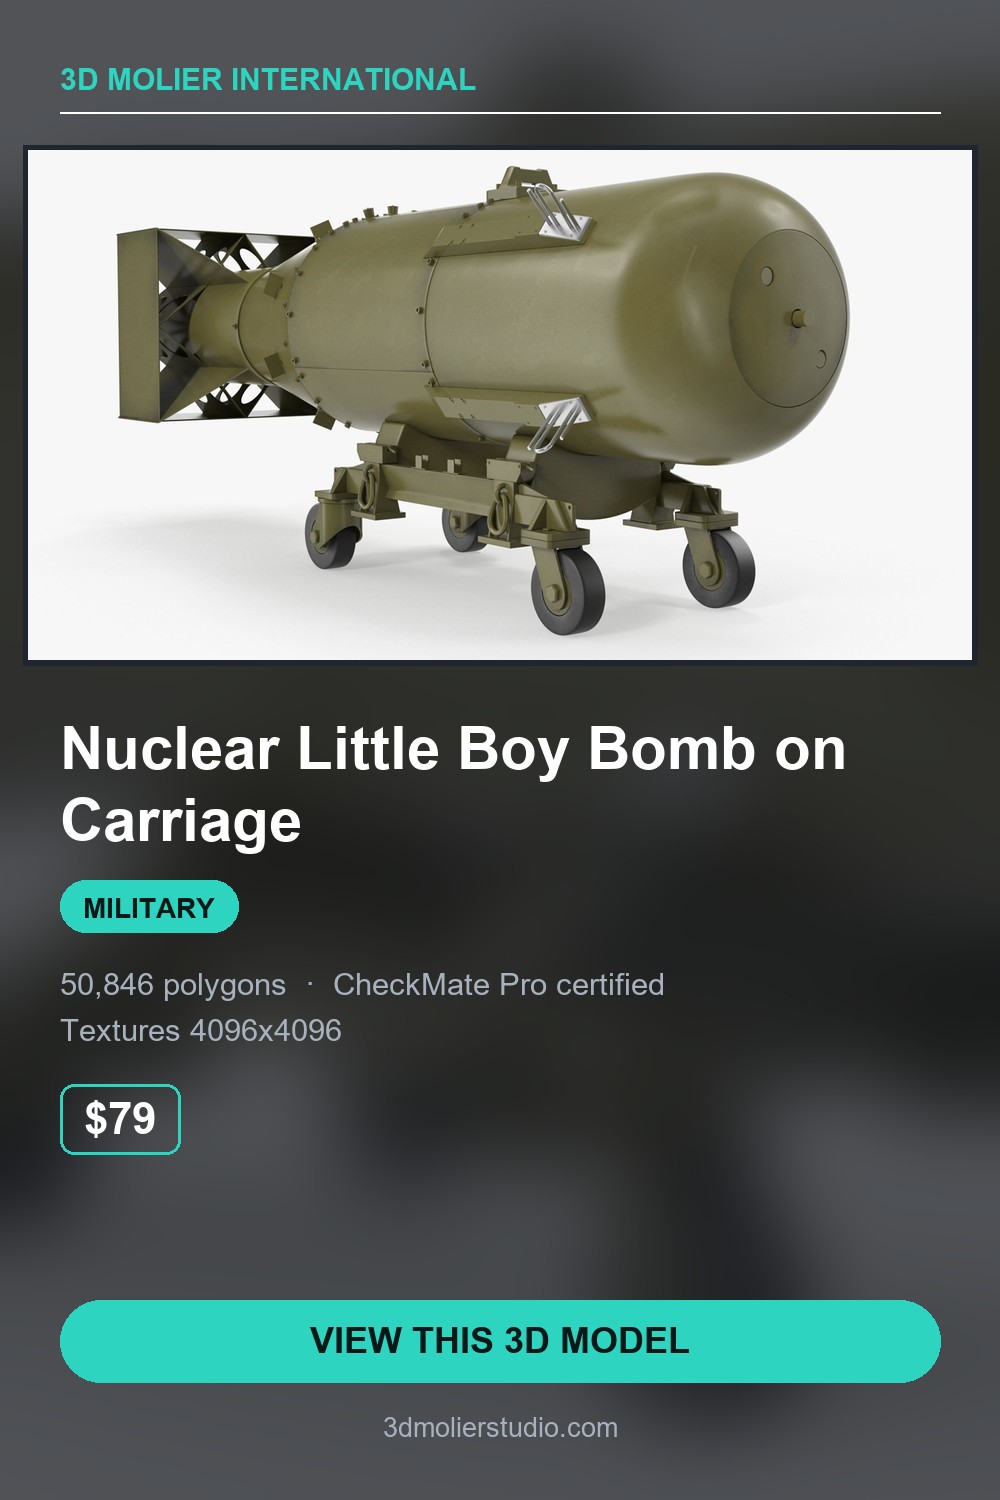 3D MOLIER INTERNATIONAL
Nuclear Little Boy Bomb on
Carriage
MILITARY
50,846 polygons · CheckMate Pro certified
Textures 4096x4096
$79
VIEW THIS 3D MODEL
3dmolierstudio.com